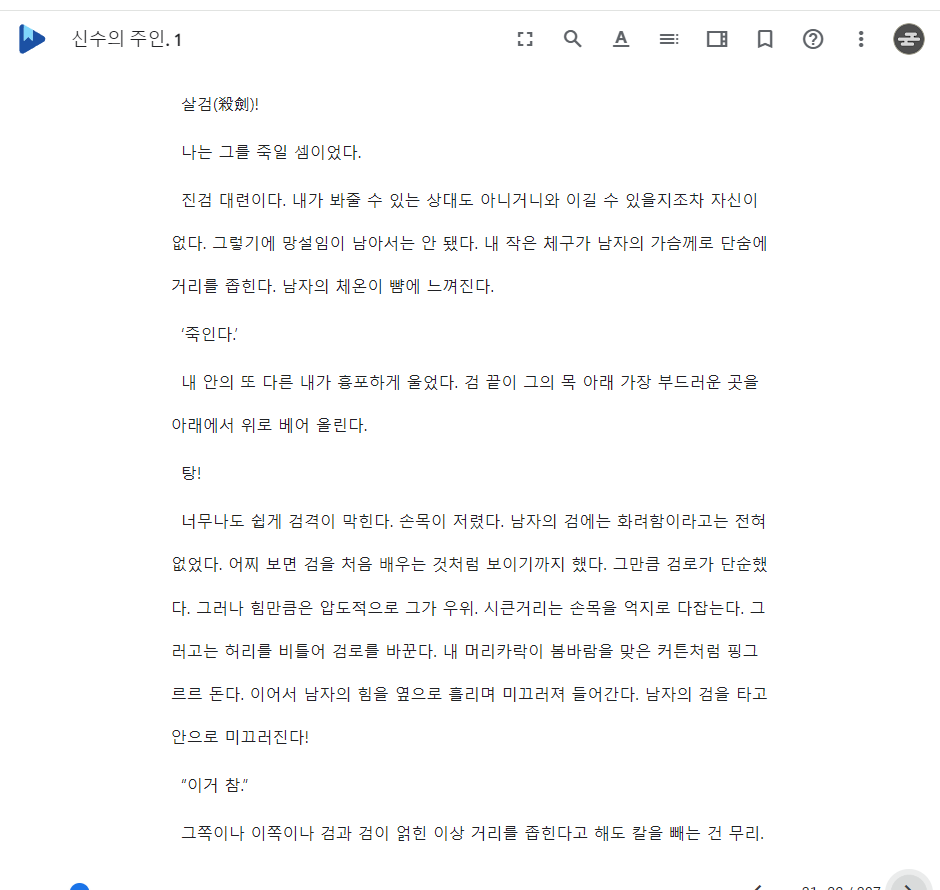 신수의 주인. 1
살검(殺劍)!
나는 그를 죽일 셈이었다.
진검 대련이다. 내가 봐줄 수 있는 상대도 아니거니와 이길 수 있을지조차 자신이
없다. 그렇기에 망설임이 남아서는 안 됐다. 내 작은 체구가 남자의 가슴께로 단숨에
거리를 좁힌다. 남자의 체온이 뺨에 느껴진다.
‘죽인다.’
내 안의 또 다른 내가 흉포하게 울었다. 검 끝이 그의 목 아래 가장 부드러운 곳을
아래에서 위로 베어 올린다.
탕!
너무나도 쉽게 검격이 막힌다. 손목이 저렸다. 남자의 검에는 화려함이라고는 전혀
없었다. 어찌 보면 검을 처음 배우는 것처럼 보이기까지 했다. 그만큼 검로가 단순했
다. 그러나 힘만큼은 압도적으로 그가 우위. 시큰거리는 손목을 억지로 다잡는다. 그
러고는 허리를 비틀어 검로를 바꾼다. 내 머리카락이 봄바람을 맞은 커튼처럼 핑그
르르 돈다. 이어서 남자의 힘을 옆으로 흘리며 미끄러져 들어간다. 남자의 검을 타고
안으로 미끄러진다!
“이거 참.”
그쪽이나 이쪽이나 검과 검이 얽힌 이상 거리를 좁힌다고 해도 칼을 빼는 건 무리.